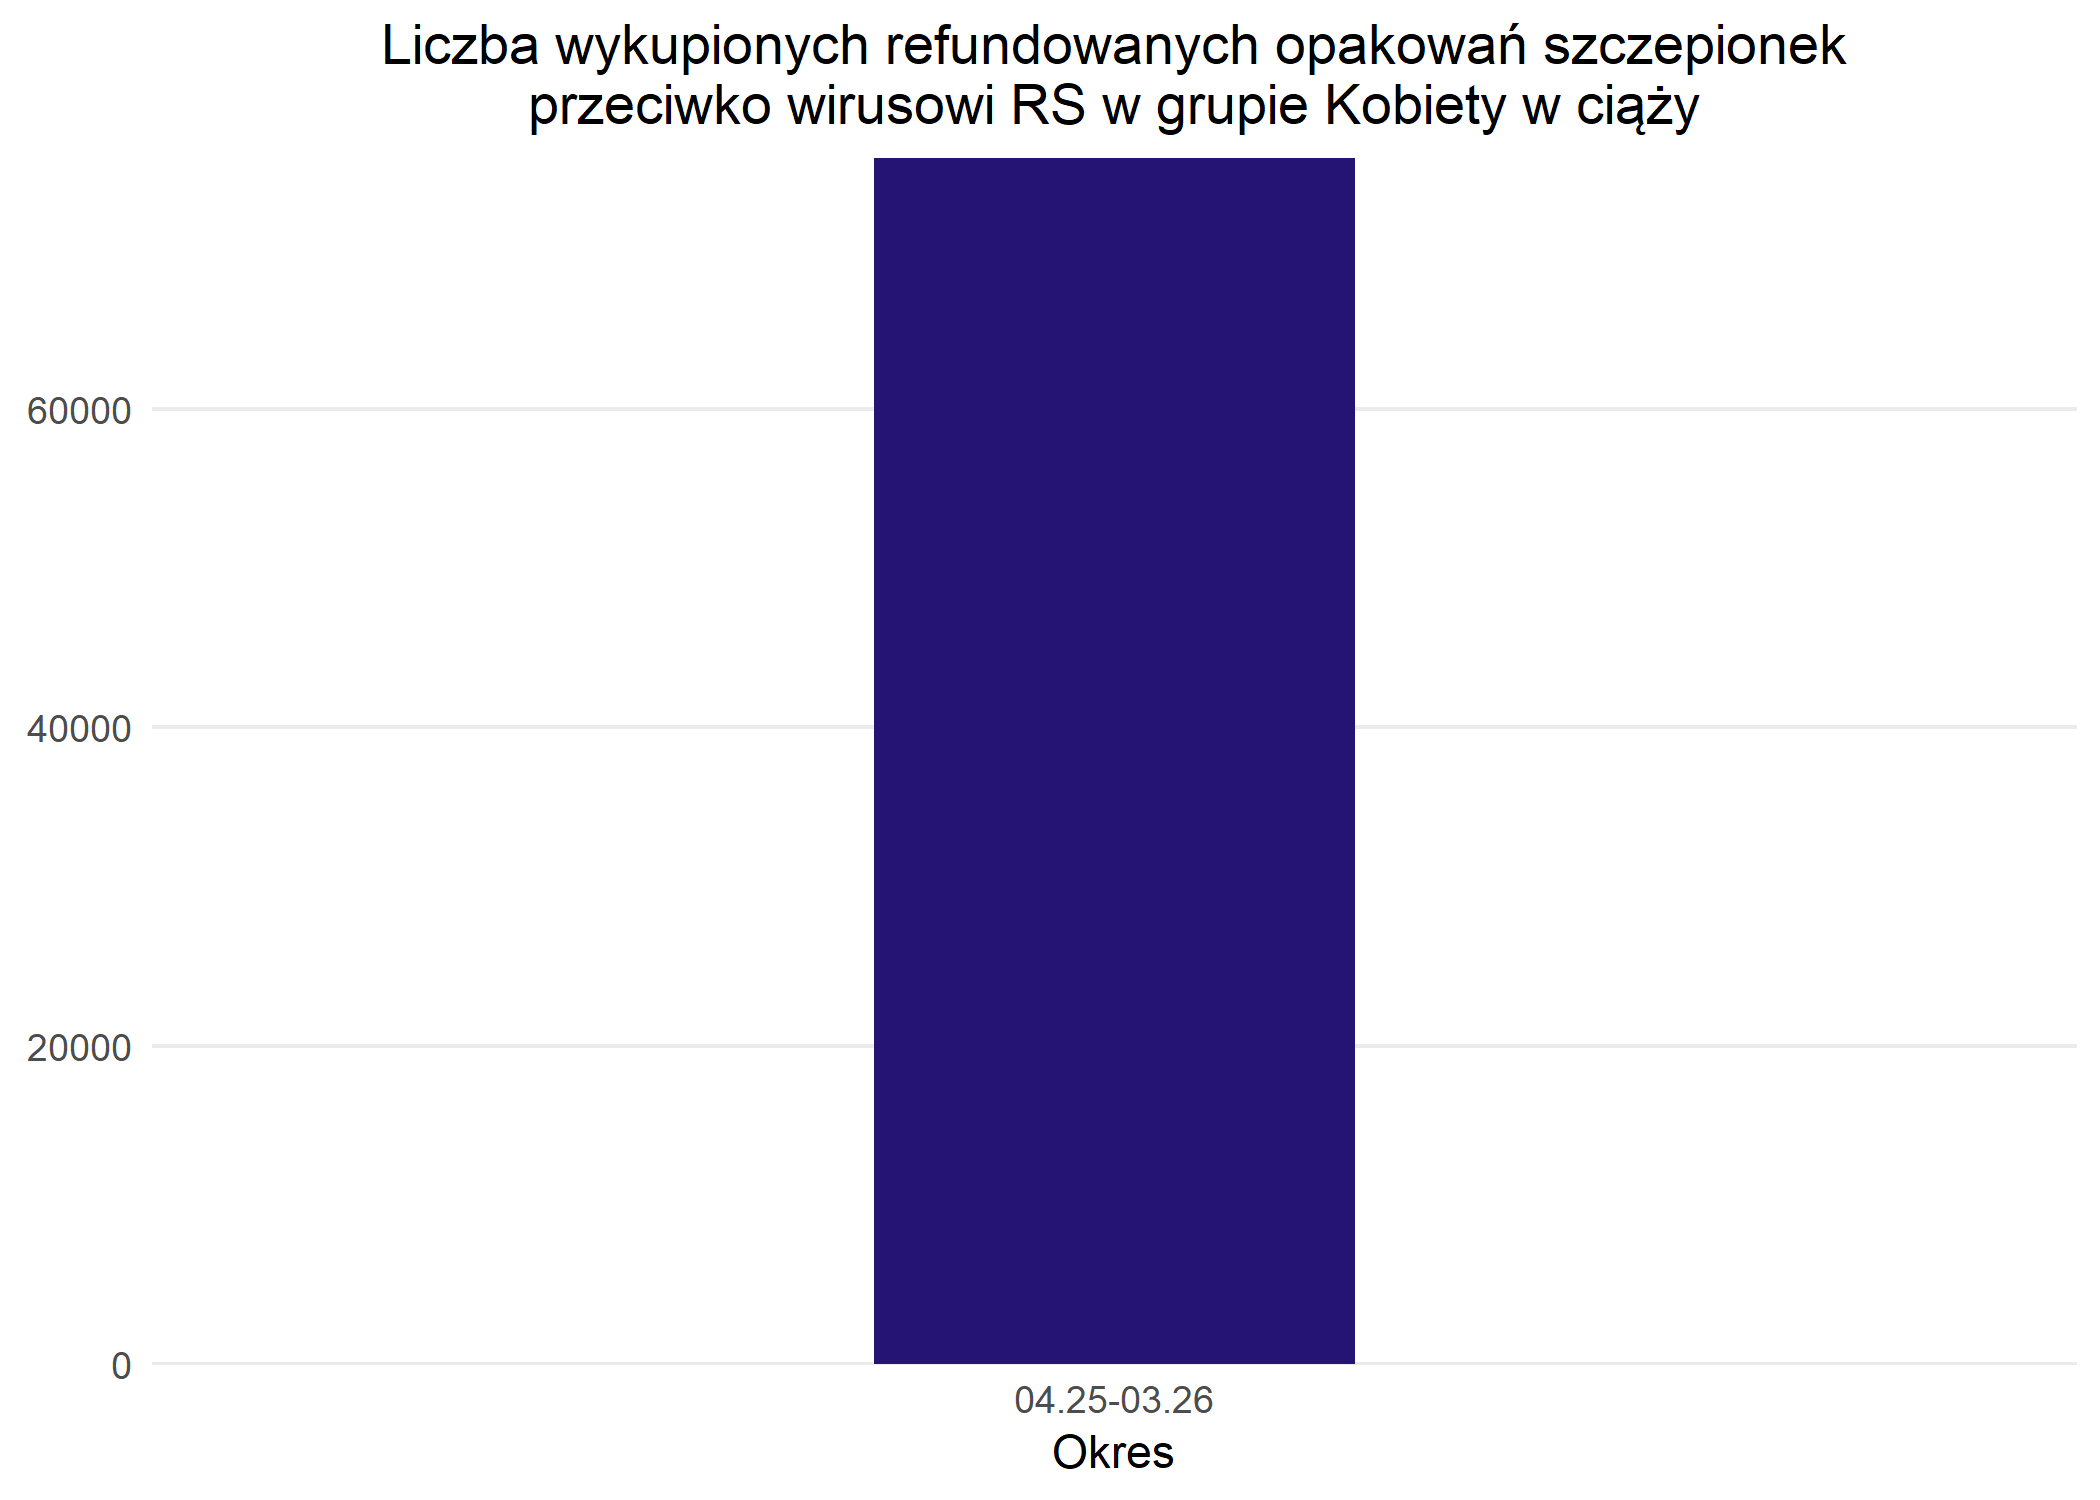 Liczba wykupionych refundowanych opakowań szczepionek
przeciwko wirusowi RS w grupie Kobiety w ciąży
60000
40000
20000
0
04.25-03.26
Okres